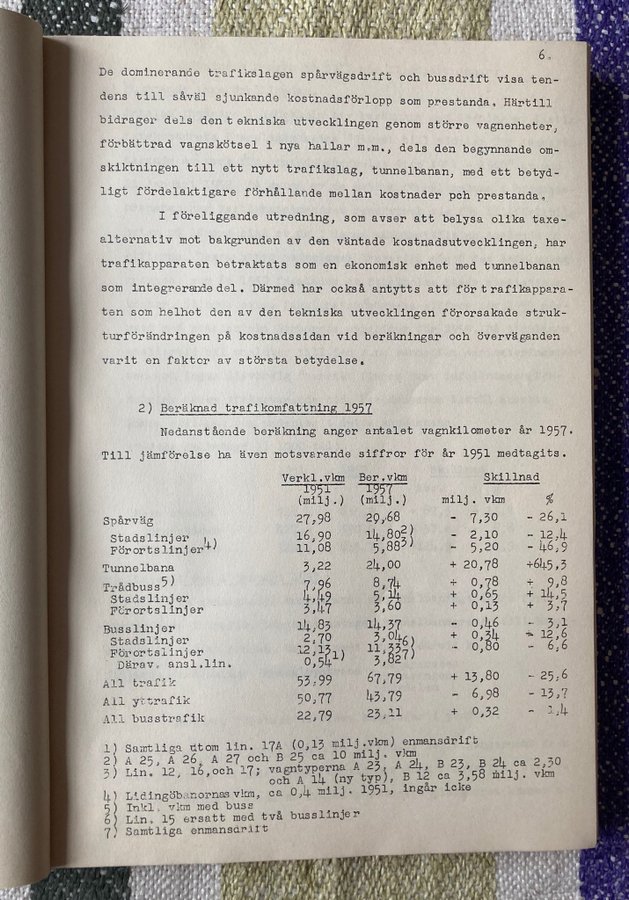 6.
De dominerande trafikslagen spårvägsdrift och bussdrift visa ten-
dens till såväl sjunkande kostnadsförlopp som prestanda. Härtill
bidrager dels den t ekniska utvecklingen genom större vagnenheter,
förbättrad vagnskötsel i nya hallar m.m., dels den begynnande om-
skiktningen till ett nytt trafikslag, tunnelbanan, med ett betyd-
ligt fördelaktigare förhållande mellan kostnader pch prestanda.
I föreliggande utredning, som avser att belysa olika taxe-
alternativ mot bakgrunden av den väntade kostnadsutvecklingen, har
trafikapparaten betraktats som en ekonomisk enhet med tunnelbanan
som integrerande del. Därmed har också antytts att för t rafikappara-
ten som helhet den av den tekniska utvecklingen förorsakade struk-
turförändringen på kostnadssidan vid beräkningar och överväganden
varit en faktor av största betydelse.
2) Beräknad trafikomfattning 1957
Nedanstående beräkning anger antalet vagnkilometer år 1957.
Till jämförelse ha även motsvarande siffror för år 1951 medtagits.
Verkl.vkm Ber.vkm Skillnad
1951 1957
(milj.) (milj.) milj. vkm %
Spårväg 27,98 20,68 - 7,30 - 26,1
Stadslinjer 16,90 14,80 2) - 2,10 - 12,4
Förortslinjer 4) 11,08 5,88 3) - 5,20 - 46,9
Tunnelbana 3,22 24,00 + 20,78 +645,3
Trådbuss 5) 7,96 8,74 + 0,78 + 9,8
Stadslinjer 4,49 5,14 + 0,65 + 14,5
Förortslinjer 3,47 3,60 + 0,13 + 3,7
Busslinjer 14,83 14,37 - 0,46 - 3,1
Stadslinjer 2,70 3,04 + 0,34 + 12,6
Förortslinjer 12,13 11,33 6) - 0,80 - 6,6
Därav. ansl.lin. 0,54 1) 3,82 7)
All trafik 53,99 67,79 + 13,80 - 25,6
All yttrafik 50,77 43,79 - 6,98 - 13,7
All busstrafik 22,79 23,11 + 0,32 -
1) Samtliga utom lin. 17A (0,13 milj.vkm) enmansdrift
2) A 25, A 26, A 27 och B 25 ca 10 milj. vkm
3) Lin. 12, 16,och 17; vagntyperna A 23, A 24, B 23, B 24 ca 2,30
och A 14 (ny typ), B 12 ca 3,58 milj. vkm
4) Lidingöbanornas vkm, ca 0,4 milj. 1951, ingår icke
5) Inkl. vkm med buss
6) Lin. 15 ersatt med två busslinjer
7) Samtliga enmansdrift